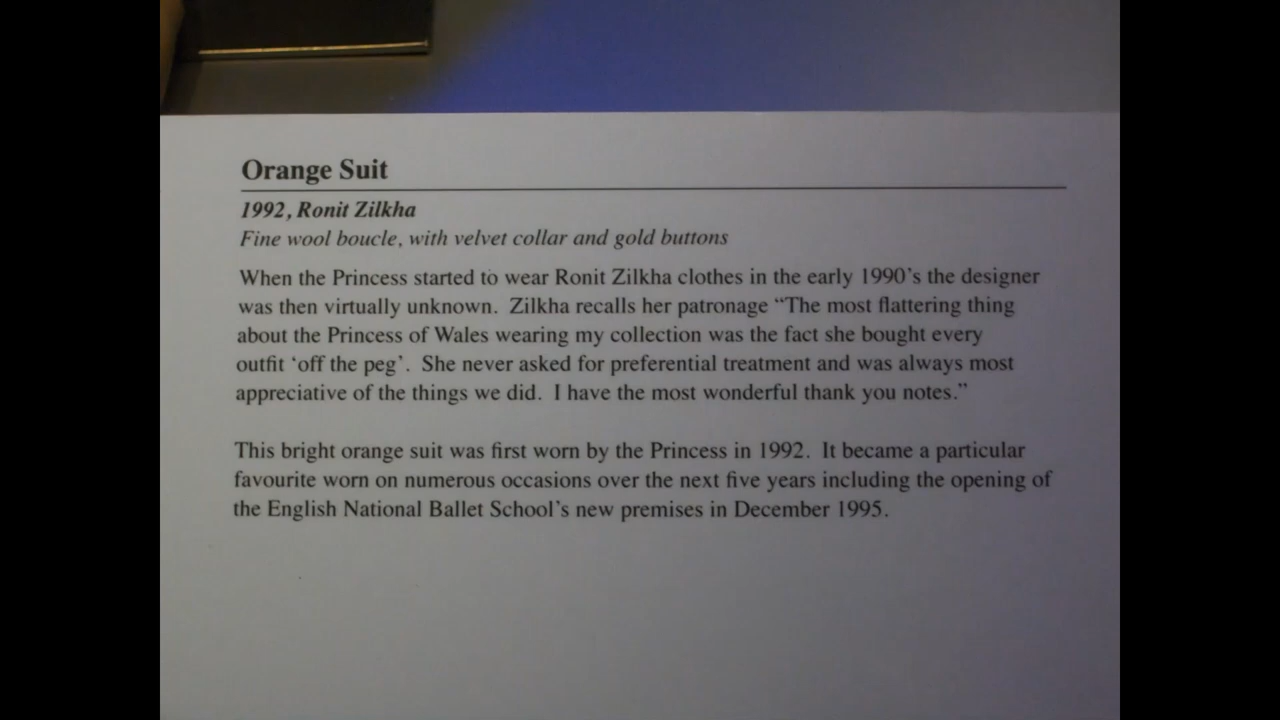 Orange Suit
1992, Ronit Zilkha
Fine wool boucle, with velvet collar and gold buttons
When the Princess started to wear Ronit Zilkha clothes in the early 1990's the designer
was then virtually unknown.  Zilkha recalls her patronage “The most flattering thing
about the Princess of Wales wearing my collection was the fact she bought every
outfit ‘off the peg’.  She never asked for preferential treatment and was always most
appreciative of the things we did.  I have the most wonderful thank you notes.”
This bright orange suit was first worn by the Princess in 1992.  It became a particular
favourite worn on numerous occasions over the next five years including the opening of
the English National Ballet School's new premises in December 1995.